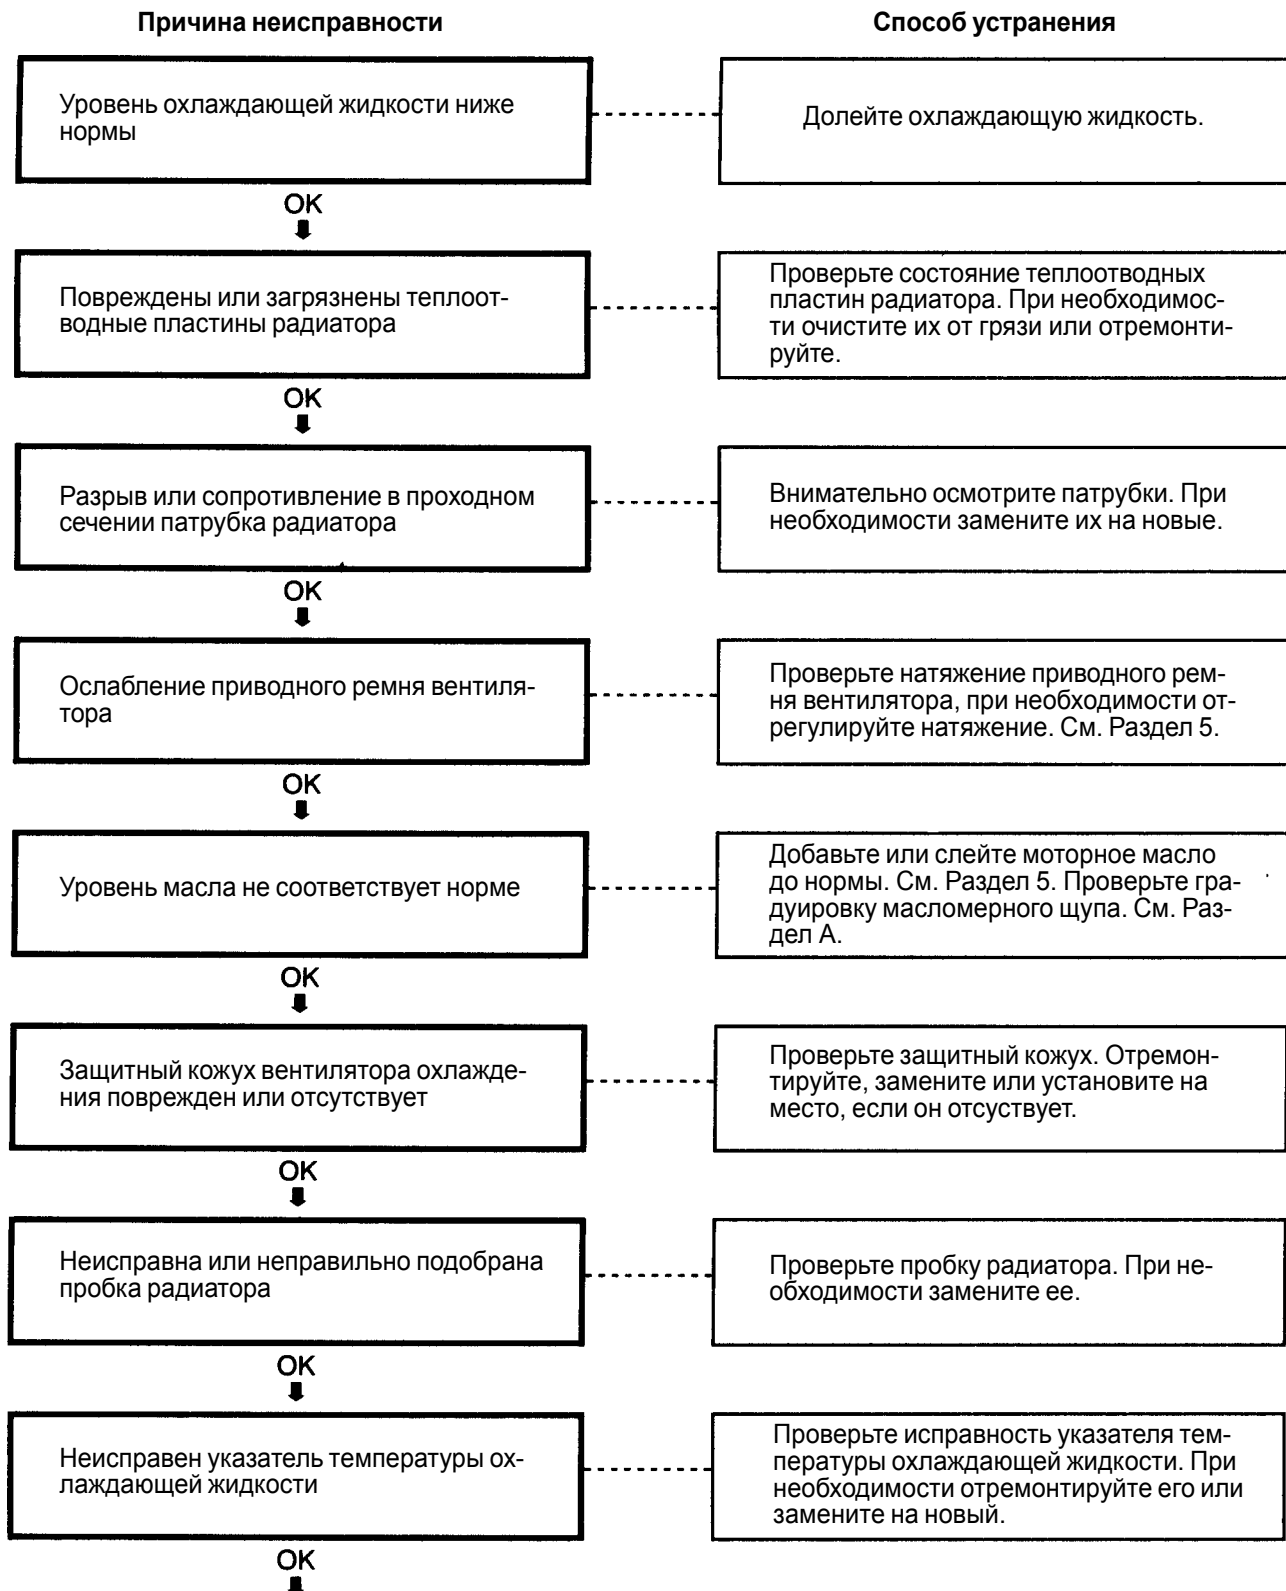 Причина неисправности
Способ устранения
Уровень охлаждающей жидкости ниже
нормы
Долейте охлаждающую жидкость.
OK
Повреждены или загрязнены теплоот-
водные пластины радиатора
Проверьте состояние теплоотводных
пластин радиатора. При необходимос-
ти очистите их от грязи или отремонти-
руйте.
OK
Разрыв или сопротивление в проходном
сечении патрубка радиатора
Внимательно осмотрите патрубки. При
необходимости замените их на новые.
OK
Ослабление приводного ремня вентиля-
тора
Проверьте натяжение приводного рем-
ня вентилятора, при необходимости от-
регулируйте натяжение. См. Раздел 5.
OK
Уровень масла не соответствует норме
Добавьте или слейте моторное масло
до нормы. См. Раздел 5. Проверьте гра-
дуировку масломерного щупа. См. Раз-
дел А.
OK
Защитный кожух вентилятора охлажде-
ния поврежден или отсутствует
Проверьте защитный кожух. Отремон-
тируйте, замените или установите на
место, если он отсуствует.
OK
Неисправна или неправильно подобрана
пробка радиатора
Проверьте пробку радиатора. При не-
обходимости замените ее.
OK
Неисправен указатель температуры ох-
лаждающей жидкости
Проверьте исправность указателя тем-
пературы охлаждающей жидкости. При
необходимости отремонтируйте его или
замените на новый.
OK